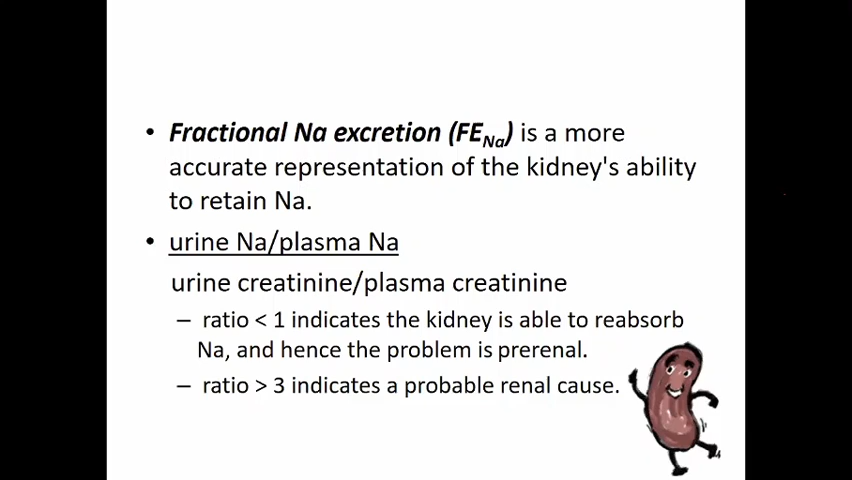 • Fractional Na excretion (FENa) is a more
accurate representation of the kidney's ability
to retain Na.
• urine Na/plasma Na
urine creatinine/plasma creatinine
– ratio < 1 indicates the kidney is able to reabsorb
Na, and hence the problem is prerenal.
– ratio > 3 indicates a probable renal cause.